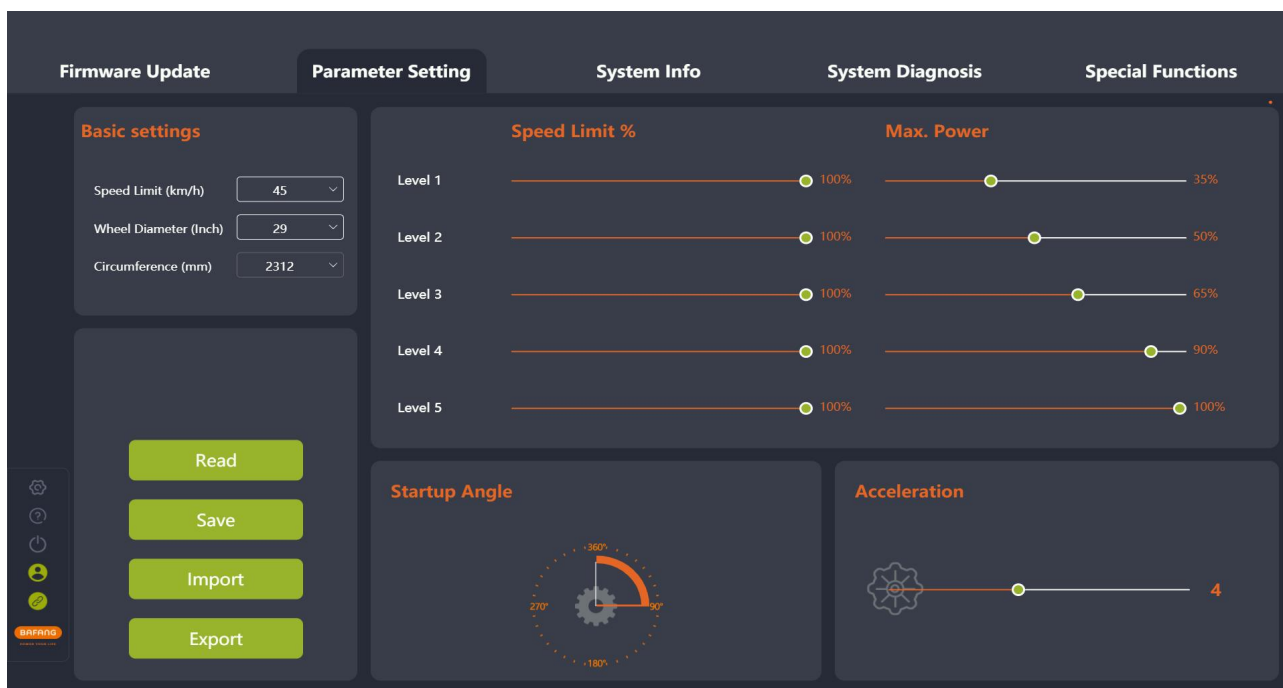 Firmware Update
Parameter Setting
System Info
System Diagnosis
Special Functions
Basic settings
Speed Limit (km/h) 45
Wheel Diameter (Inch) 29
Circumference (mm) 2312
Speed Limit % Max. Power
Level 1 100% 35%
Level 2 100% 50%
Level 3 100% 65%
Level 4 100% 90%
Level 5 100% 100%
Read
Save
Import
Export
BAFANG
Startup Angle
360°
270° 90°
180°
Acceleration
4